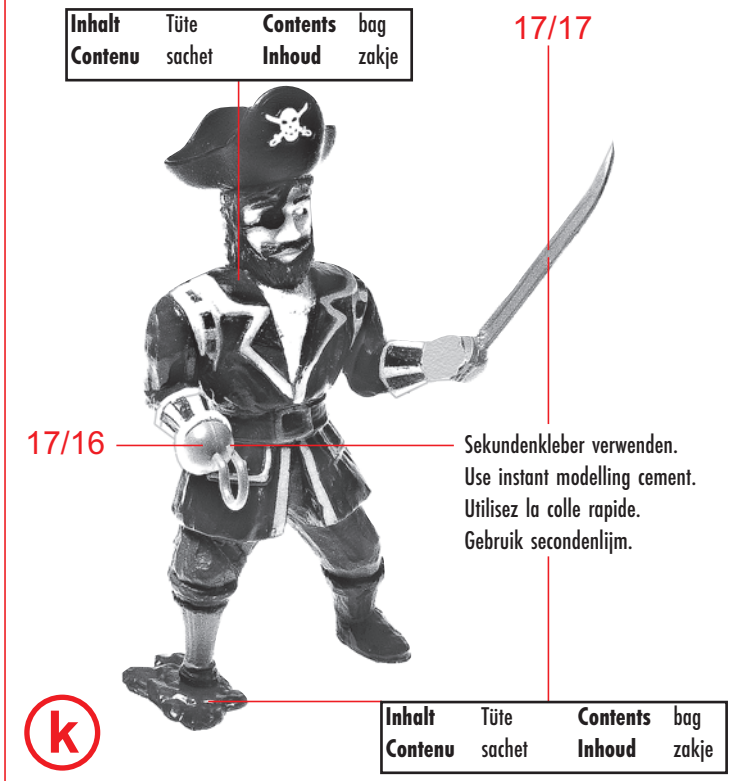 Inhalt Tüte Contents bag
Contenu sachet Inhoud zakje
17/17
17/16
Sekundenkleber verwenden.
Use instant modelling cement.
Utilisez la colle rapide.
Gebruik secondenlijm.
k
Inhalt Tüte Contents bag
Contenu sachet Inhoud zakje